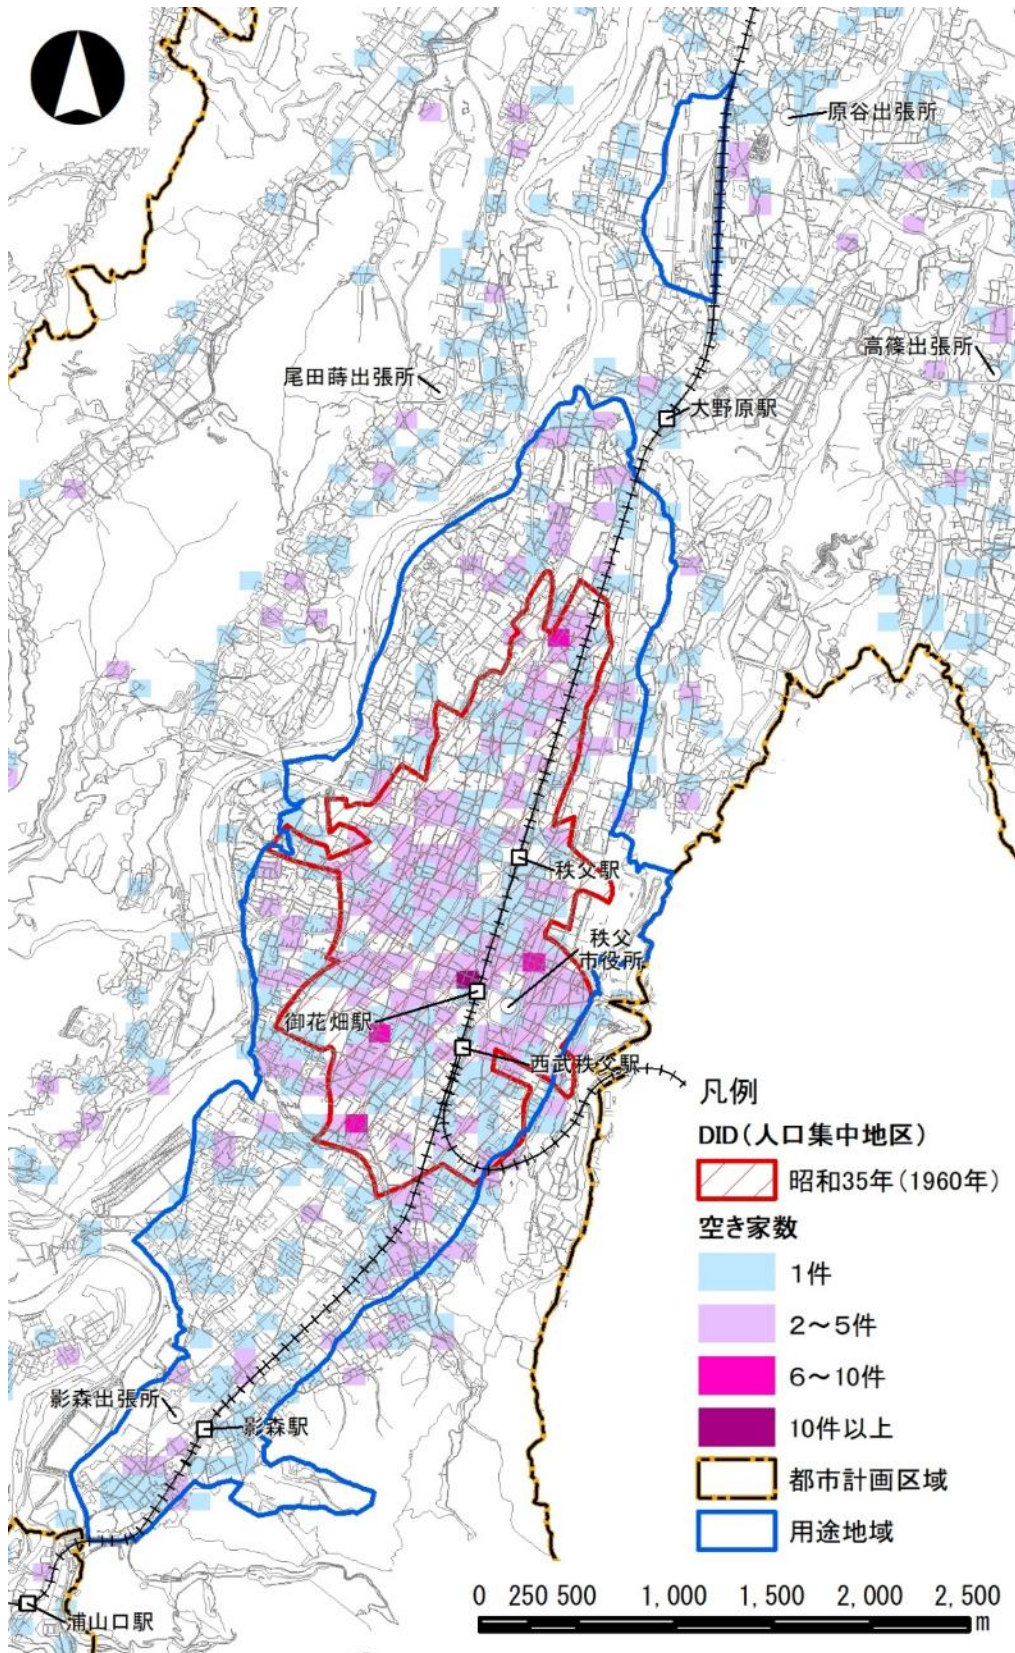 原谷出張所
高篠出張所
尾田蒔出張所
大野原駅
秩父駅
秩父
市役所
御花畑駅
西武秩父駅
凡例
DID(人口集中地区)
昭和35年(1960年)
空き家数
1件
2~5件
6~10件
10件以上
都市計画区域
用途地域
影森出張所
影森駅
浦山口駅
0 250 500 1,000 1,500 2,000 2,500
m